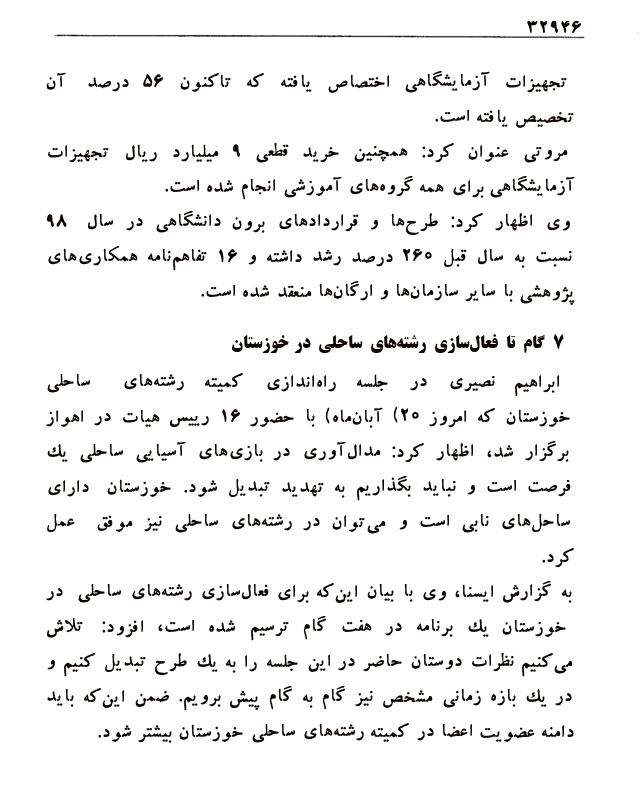 ۳۲۹۴۶
تجهیزات آزمایشگاهی اختصاص یافته که تاکنون ۵۶ درصد آن
تخصیص یافته است.
مروتی عنوان کرد: همچنین خرید قطعی ۹ میلیارد ریال تجهیزات
آزمایشگاهی برای همه گروه‌های آموزشی انجام شده است.
وی اظهار کرد: طرح‌ها و قراردادهای برون دانشگاهی در سال ۹۸
نسبت به سال قبل ۲۶۰ درصد رشد داشته و ۱۶ تفاهم‌نامه همکاری‌های
پژوهشی با سایر سازمان‌ها و ارگان‌ها منعقد شده است.
۷ گام تا فعال‌سازی رشته‌های ساحلی در خوزستان
ابراهیم نصیری در جلسه راه‌اندازی کمیته رشته‌های ساحلی
خوزستان که امروز ۲۰) آبان‌ماه) با حضور ۱۶ رییس هیات در اهواز
برگزار شد، اظهار کرد: مدال‌آوری در بازی‌های آسیایی ساحلی یك
فرصت است و نباید بگذاریم به تهدید تبدیل شود. خوزستان دارای
ساحل‌های نابی است و می‌توان در رشته‌های ساحلی نیز موفق عمل
کرد.
به گزارش ایسنا، وی با بیان این‌که برای فعال‌سازی رشته‌های ساحلی در
خوزستان یك برنامه در هفت گام ترسیم شده است، افزود: تلاش
می‌کنیم نظرات دوستان حاضر در این جلسه را به یك طرح تبدیل کنیم و
در یك بازه زمانی مشخص نیز گام به گام پیش برویم. ضمن این‌که باید
دامنه عضویت اعضا در کمیته رشته‌های ساحلی خوزستان بیشتر شود.